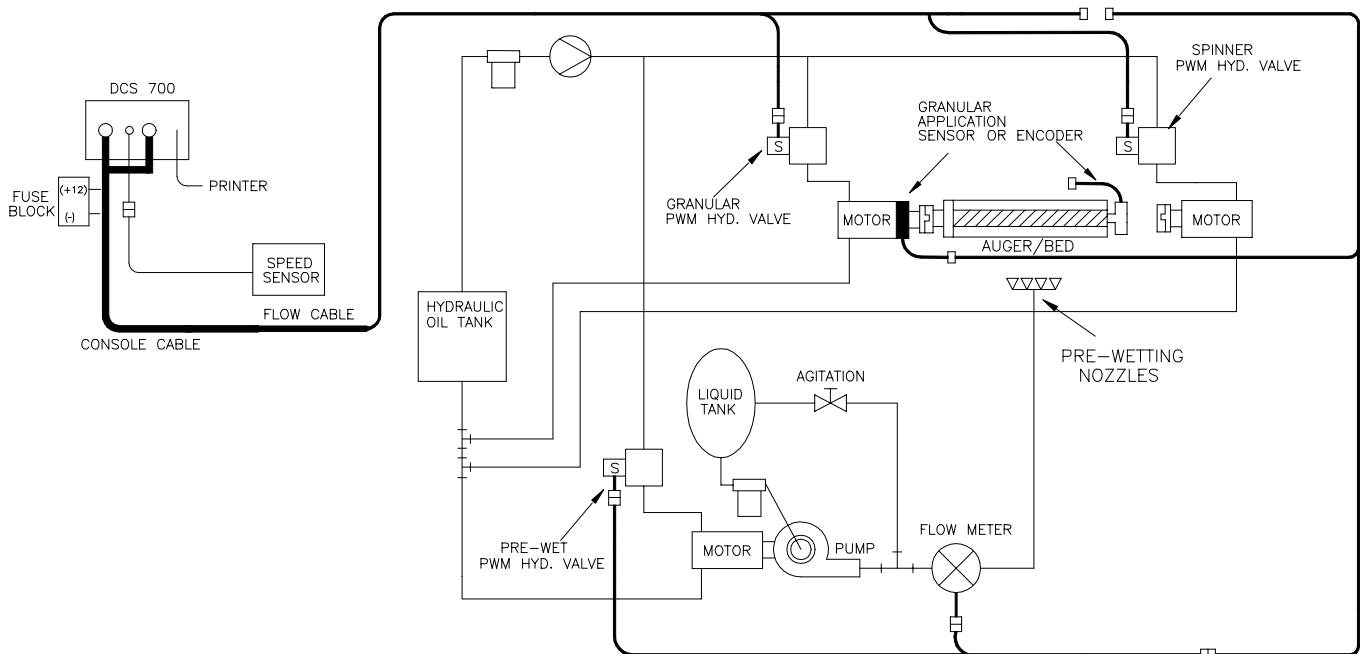 DCS 700
FUSE
BLOCK
(+12)
(-)
PRINTER
SPEED
SENSOR
FLOW CABLE
CONSOLE CABLE
SPINNER
PWM HYD. VALVE
GRANULAR
APPLICATION
SENSOR OR ENCODER
S
S
GRANULAR
PWM HYD. VALVE
MOTOR
MOTOR
AUGER/BED
HYDRAULIC
OIL TANK
PRE-WETTING
NOZZLES
AGITATION
LIQUID
TANK
S
PRE-WET
PWM HYD. VALVE
MOTOR
PUMP
FLOW METER